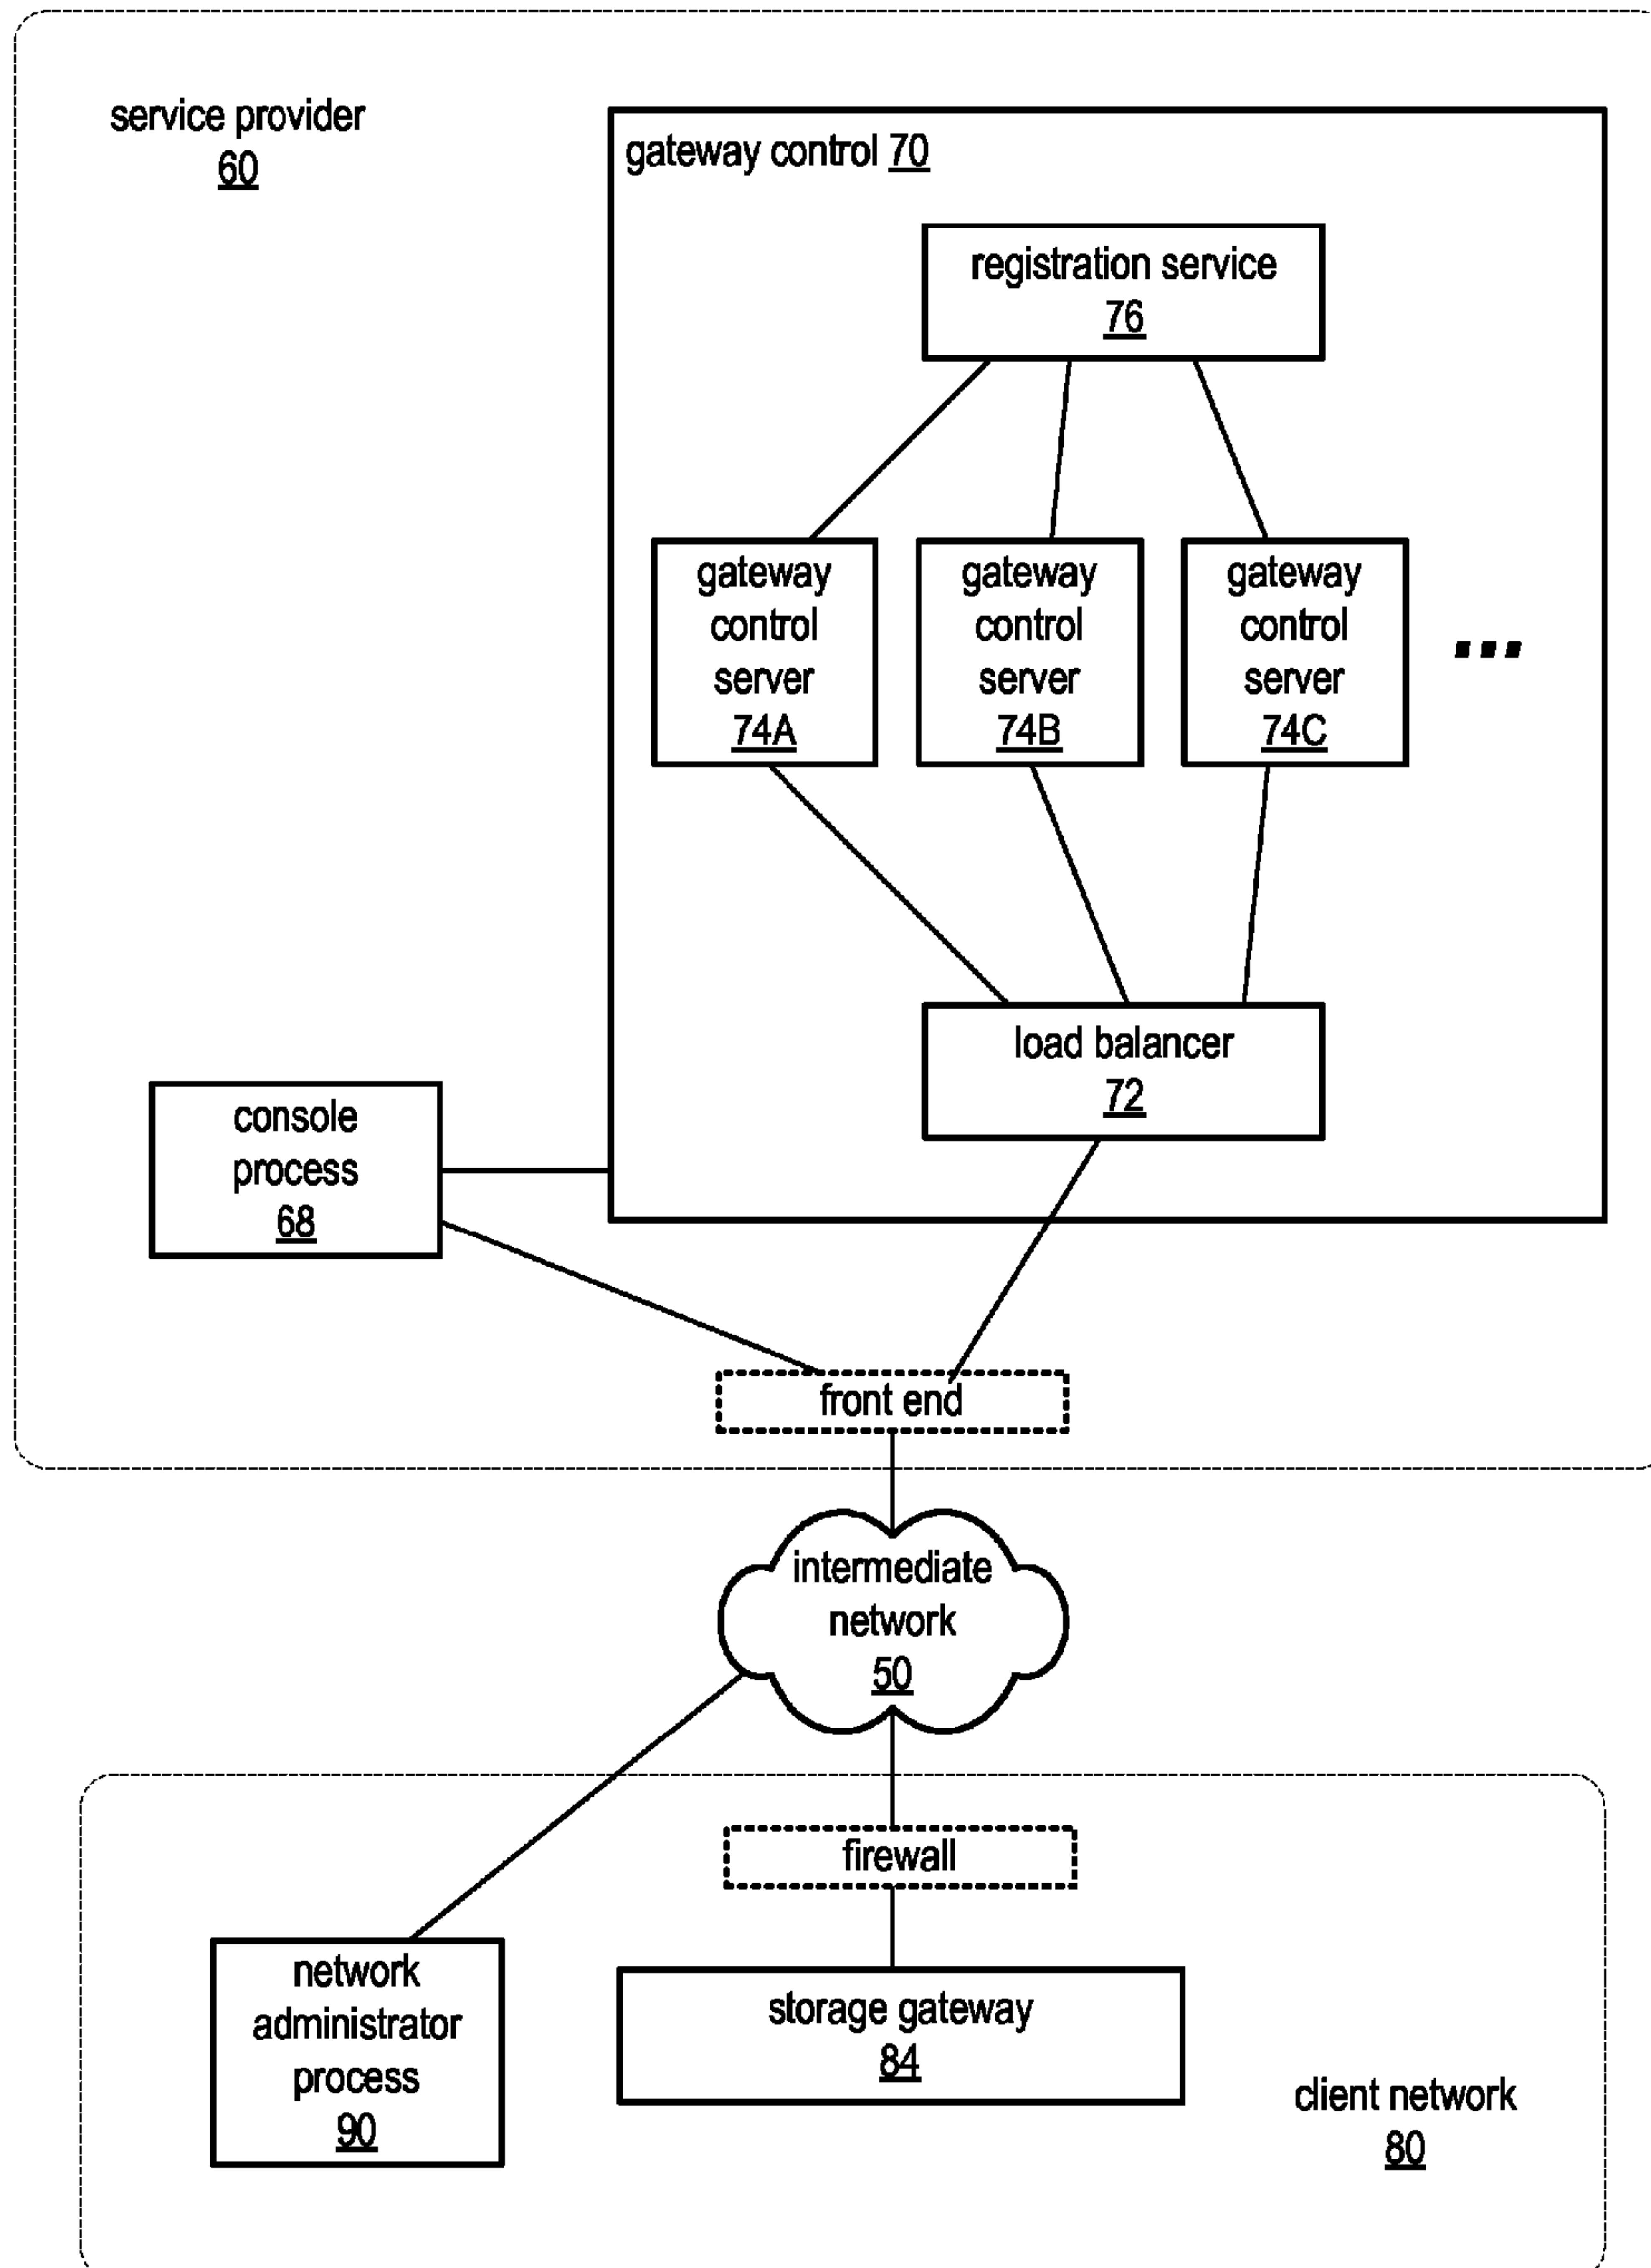 service provider
60
gateway control 70
registration service
76
gateway
control
server
74A
gateway
control
server
74B
gateway
control
server
74C
...
load balancer
72
console
process
68
front end
intermediate
network
50
firewall
network
administrator
process
90
storage gateway
84
client network
80